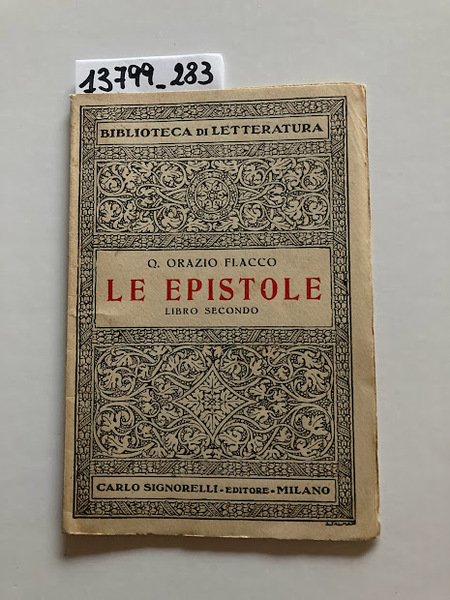 13799_283
BIBLIOTECA DI LETTERATURA
Q. ORAZIO FLACCO
LE EPISTOLE
LIBRO SECONDO
CARLO SIGNORELLI - EDITORE - MILANO